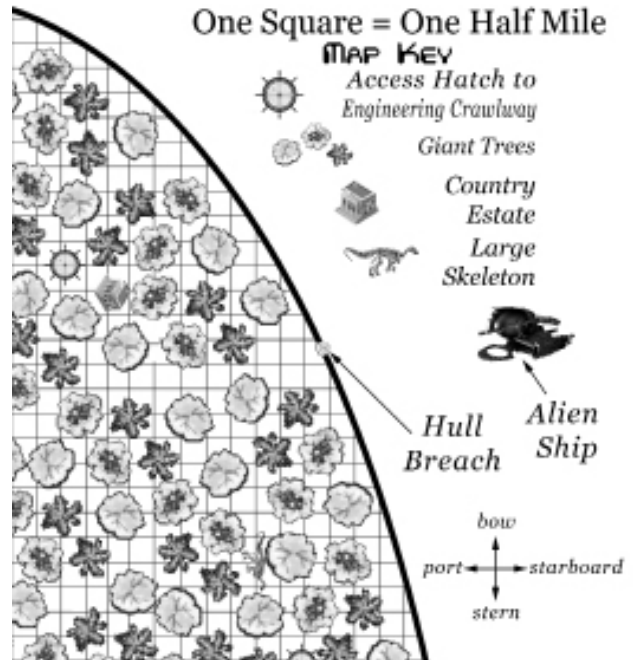 One Square = One Half Mile
MAP KEY
Access Hatch to
Engineering Crawlway
Giant Trees
Country
Estate
Large
Skeleton
Hull
Breach
Alien
Ship
bow
port
starboard
stern